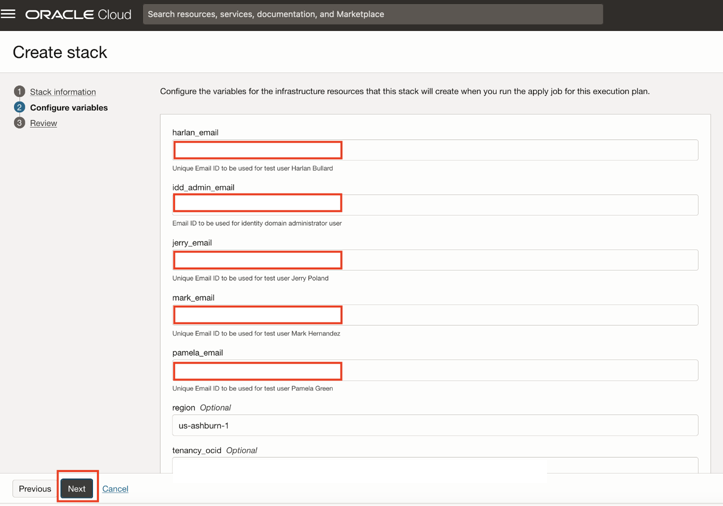 ORACLE Cloud
Search resources, services, documentation, and Marketplace
Create stack
1 Stack information
2 Configure variables
3 Review
Configure the variables for the infrastructure resources that this stack will create when you run the apply job for this execution plan.
harlan_email
Unique Email ID to be used for test user Harlan Bullard
idd_admin_email
Email ID to be used for identity domain administrator user
jerry_email
Unique Email ID to be used for test user Jerry Poland
mark_email
Unique Email ID to be used for test user Mark Hernandez
pamela_email
Unique Email ID to be used for test user Pamela Green
region Optional
us-ashburn-1
tenancy_ocid Optional
Previous Next Cancel